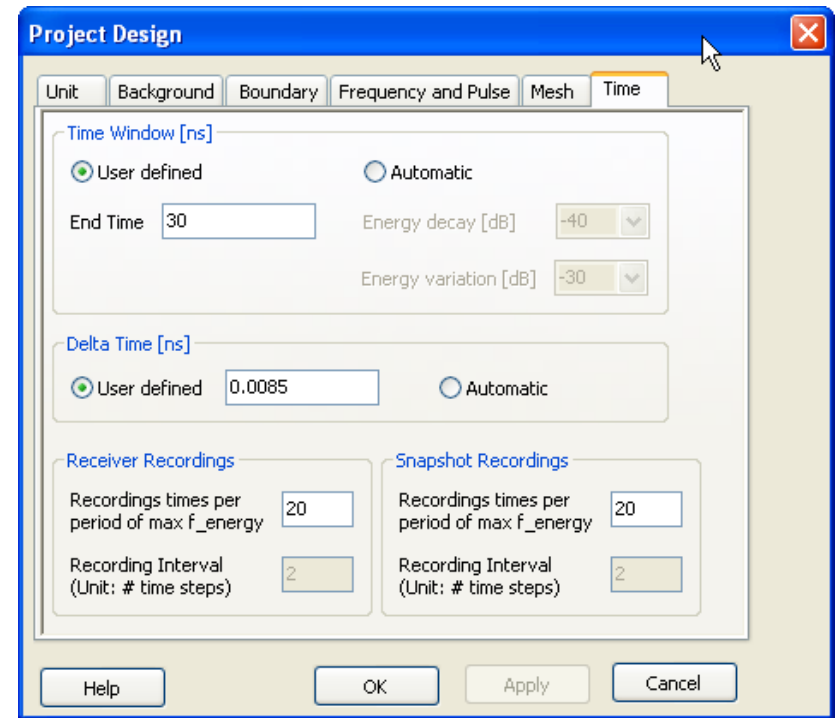 Project Design
Unit Background Boundary Frequency and Pulse Mesh Time
Time Window [ns]
User defined Automatic
End Time 30 Energy decay [dB] -40
Energy variation [dB] -30
Delta Time [ns]
User defined 0.0085 Automatic
Receiver Recordings
Recordings times per
period of max f_energy 20
Recording Interval
(Unit: # time steps) 2
Snapshot Recordings
Recordings times per
period of max f_energy 20
Recording Interval
(Unit: # time steps) 2
Help OK Apply Cancel